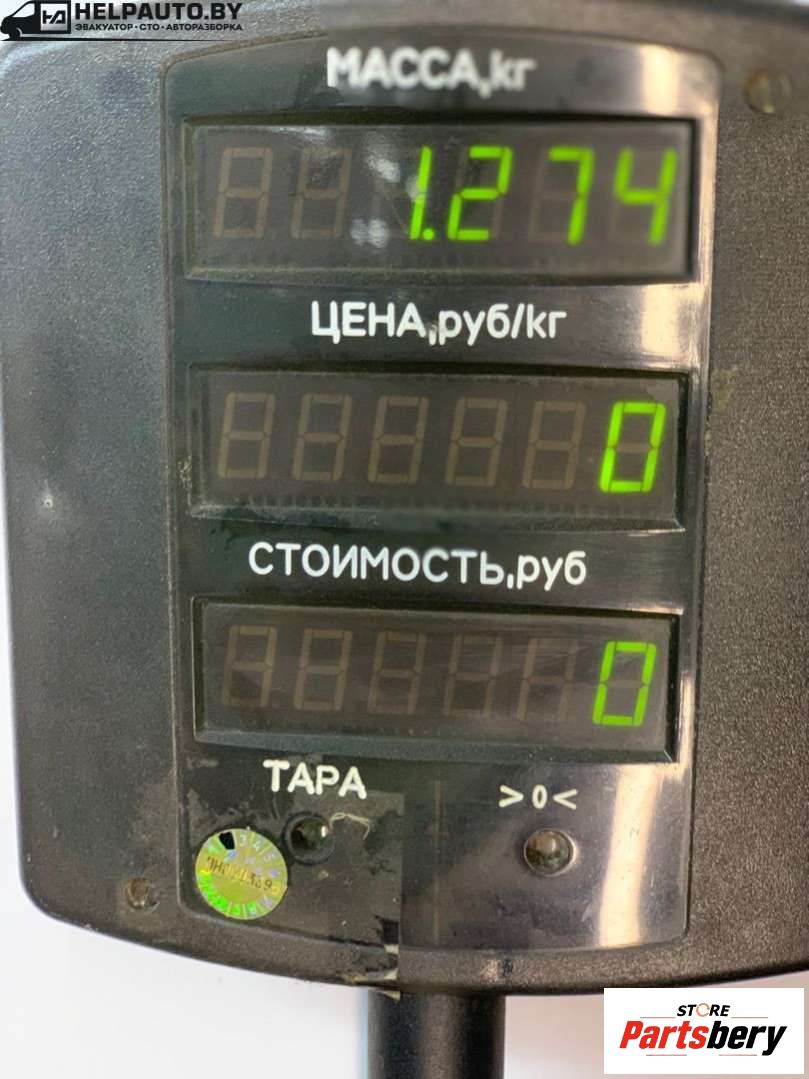 HELPAUTO.BY
ЭВАКУАТОР · СТО · АВТОРАЗБОРКА
МАССА,кг
1.274
ЦЕНА,руб/кг
0
СТОИМОСТЬ,руб
0
ТАРА
>0<
STORE
Partsbery